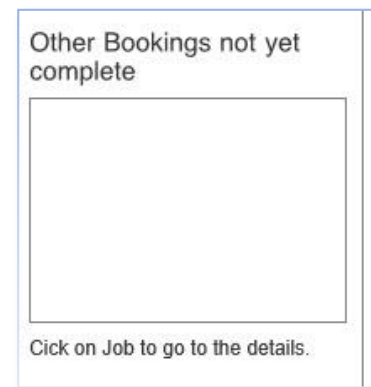 Other Bookings not yet
complete
Cick on Job to go to the details.